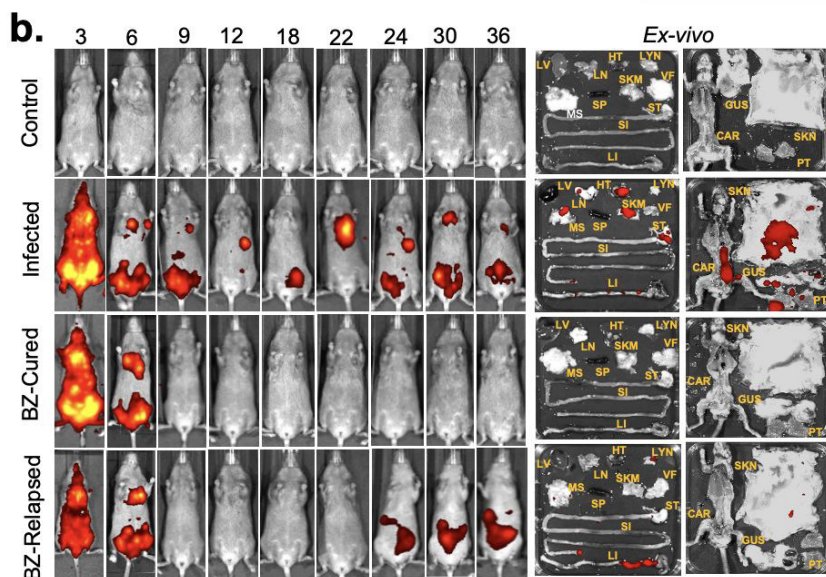 b.
3 6 9 12 18 22 24 30 36 Ex-vivo
Control
LV HT LYN
LN SKM VF
MS SP ST
SI
LI
GUS
CAR SKN
PT
Infected
LV HT LYN
LN SKM VF
MS SP ST
SI
LI
SKN
CAR GUS
PT
BZ-Cured
LV HT LYN
LN SKM VF
MS SP ST
SI
LI
SKN
CAR GUS
PT
BZ-Relapsed
LV HT LYN
LN SKM VF
MS SP ST
SI
LI
SKN
CAR
GUS
PT